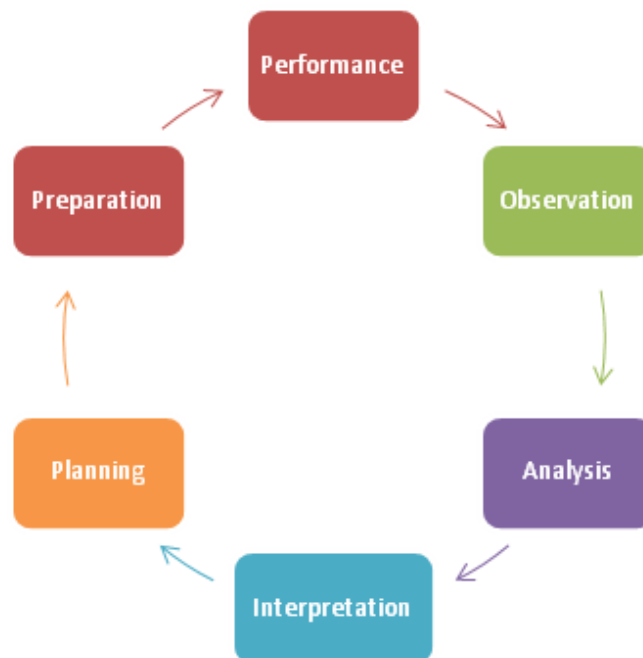 Performance
Observation
Analysis
Interpretation
Planning
Preparation